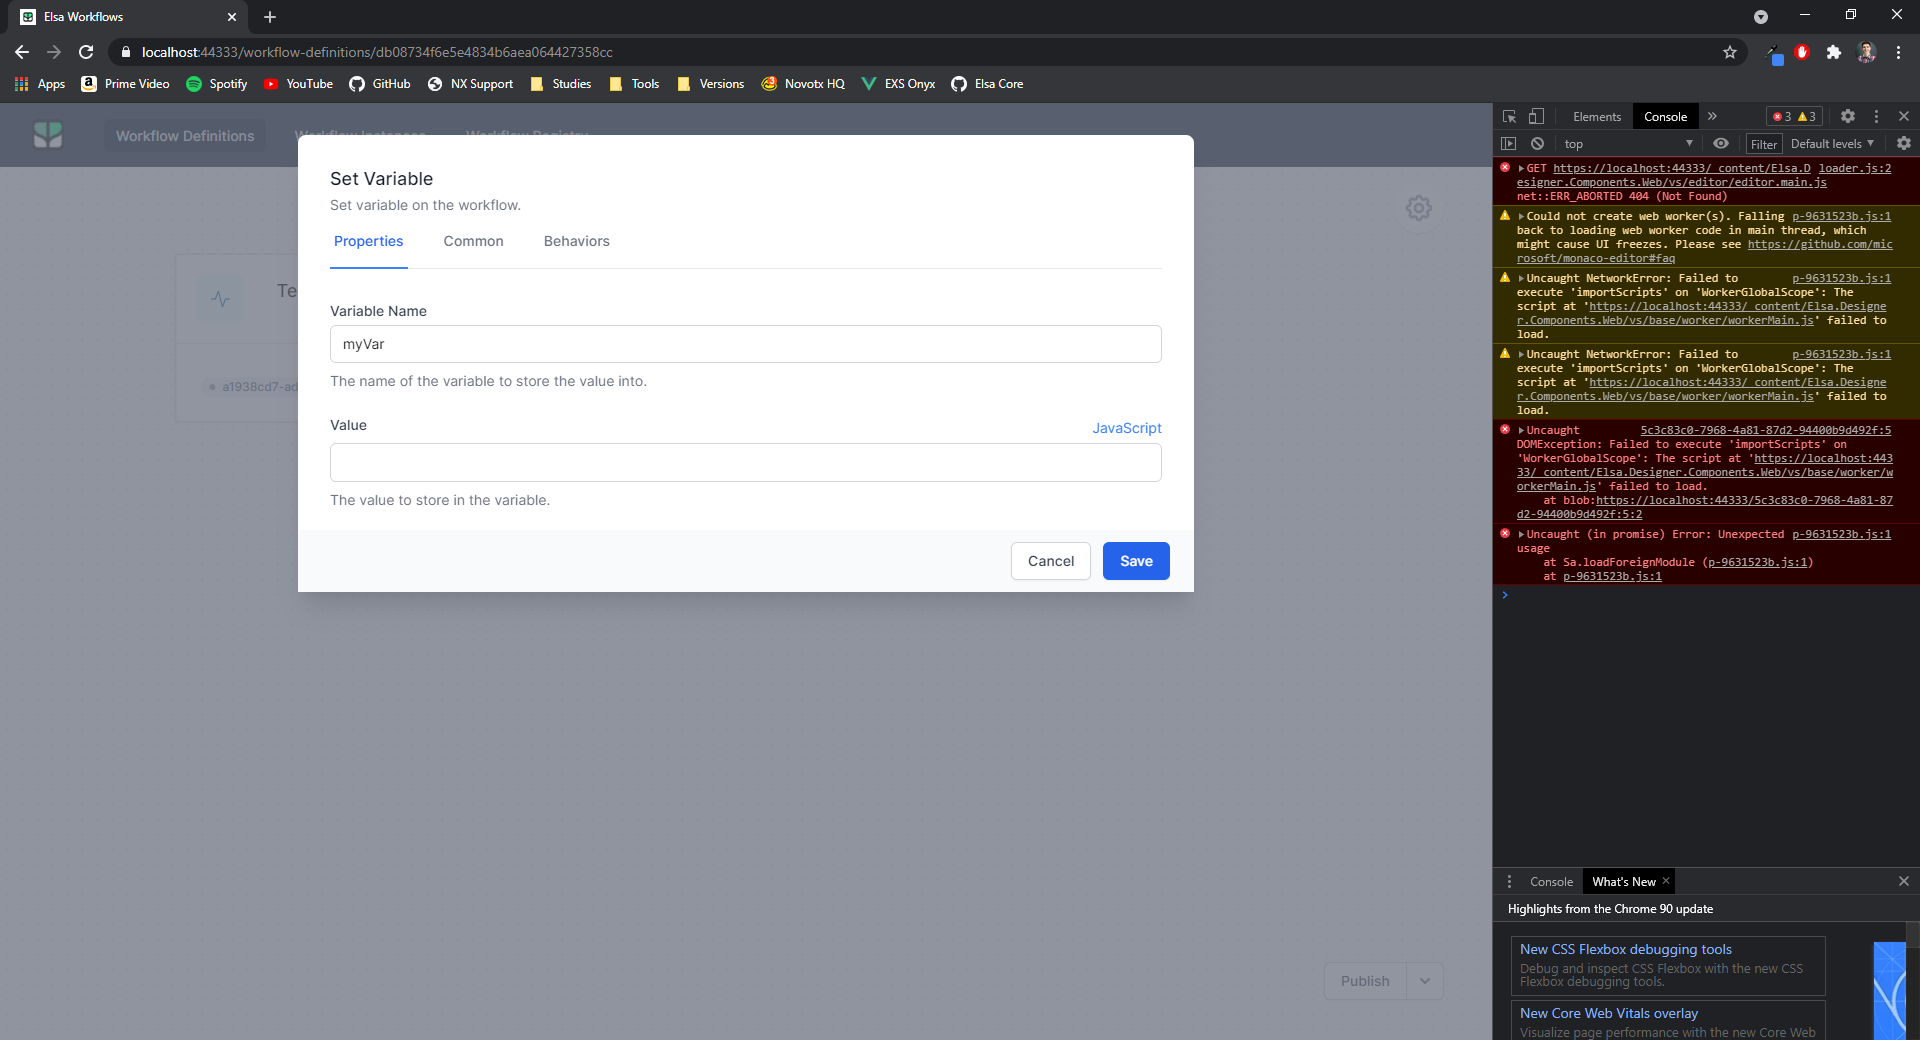 Elsa Workflows
localhost:44333/workflow-definitions/db08734f6e5e4834b6aea064427358cc
Apps
Prime Video
Spotify
YouTube
GitHub
NX Support
Studies
Tools
Versions
Novotx HQ
EXS Onyx
Elsa Core
Workflow Definitions
Workflow Instances
Workflow Registry
Te
a1938cd7-ad
Set Variable
Set variable on the workflow.
Properties
Common
Behaviors
Variable Name
myVar
The name of the variable to store the value into.
Value
JavaScript
The value to store in the variable.
Cancel
Save
Publish
Elements
Console
3
3
top
Filter
Default levels
GET https://localhost:44333/_content/Elsa.D loader.js:2
esigner.Components.Web/vs/editor/editor.main.js
net::ERR_ABORTED 404 (Not Found)
Could not create web worker(s). Falling p-9631523b.js:1
back to loading web worker code in main thread, which
might cause UI freezes. Please see https://github.com/mic
rosoft/monaco-editor#faq
Uncaught NetworkError: Failed to p-9631523b.js:1
execute 'importScripts' on 'WorkerGlobalScope': The
script at 'https://localhost:44333/_content/Elsa.Designe
r.Components.Web/vs/base/worker/workerMain.js' failed to
load.
Uncaught NetworkError: Failed to p-9631523b.js:1
execute 'importScripts' on 'WorkerGlobalScope': The
script at 'https://localhost:44333/_content/Elsa.Designe
r.Components.Web/vs/base/worker/workerMain.js' failed to
load.
Uncaught 5c3c83c0-7968-4a81-87d2-94400b9d492f:5
DOMException: Failed to execute 'importScripts' on
'WorkerGlobalScope': The script at 'https://localhost:443
33/_content/Elsa.Designer.Components.Web/vs/base/worker/w
orkerMain.js' failed to load.
at blob:https://localhost:44333/5c3c83c0-7968-4a81-87
d2-94400b9d492f:5:2
Uncaught (in promise) Error: Unexpected p-9631523b.js:1
usage
at Sa.loadForeignModule (p-9631523b.js:1)
at p-9631523b.js:1
Console
What's New
Highlights from the Chrome 90 update
New CSS Flexbox debugging tools
Debug and inspect CSS Flexbox with the new CSS
Flexbox debugging tools.
New Core Web Vitals overlay
Visualize page performance with the new Core Web